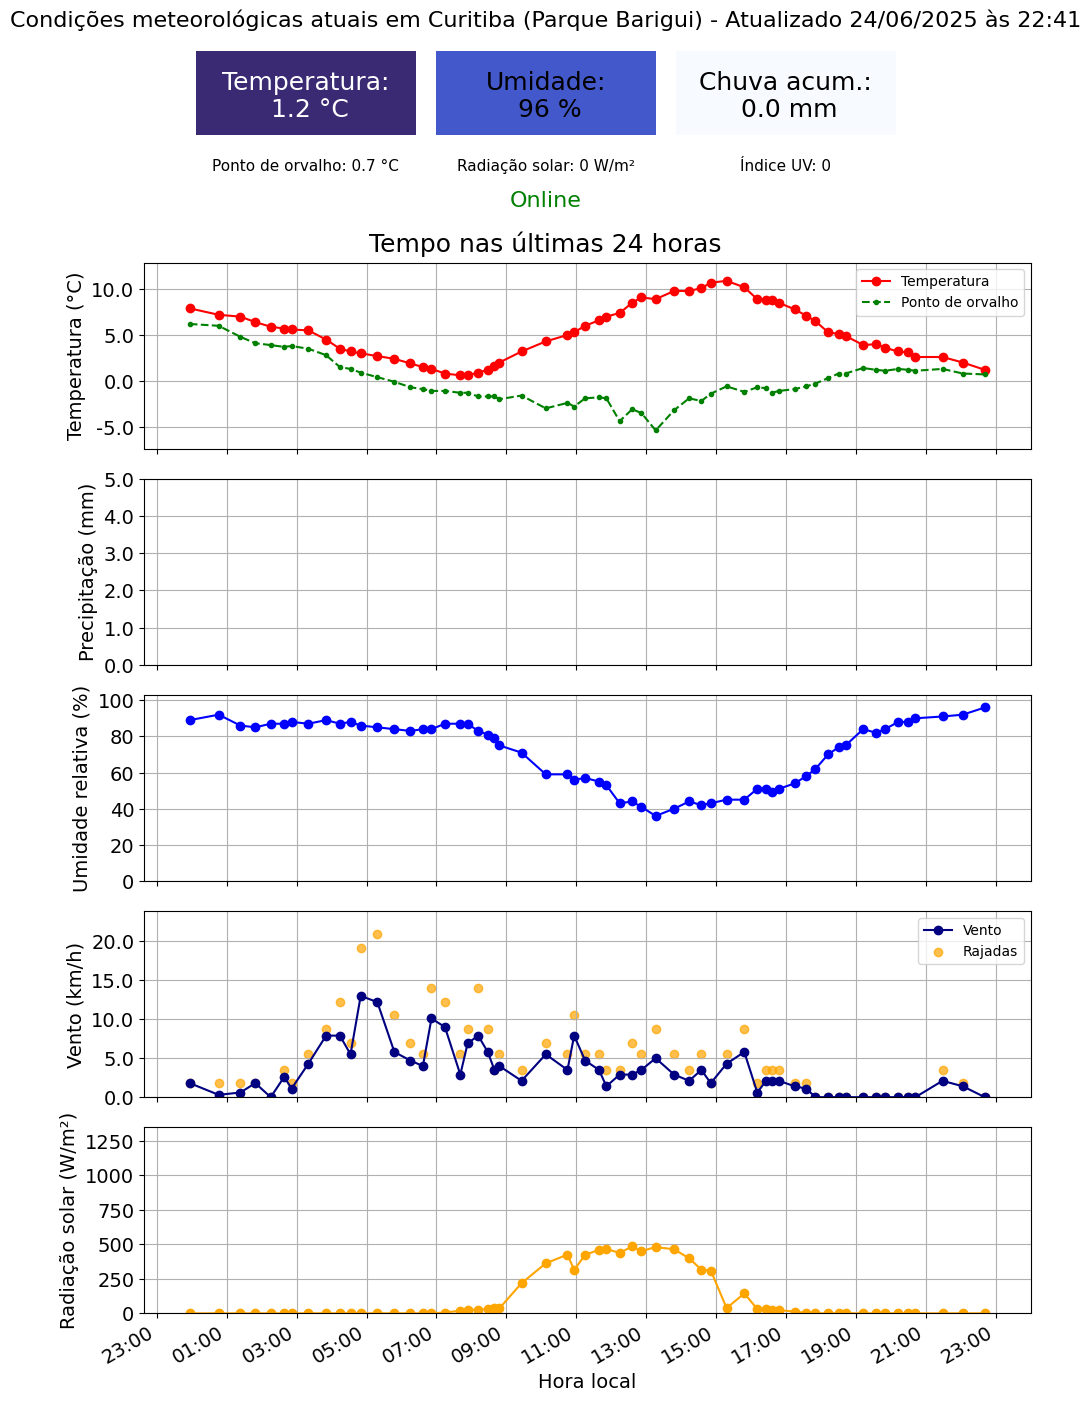 Condições meteorológicas atuais em Curitiba (Parque Barigui) - Atualizado 24/06/2025 às 22:41
Temperatura:
1.2 °C
Umidade:
96 %
Chuva acum.:
0.0 mm
Ponto de orvalho: 0.7 °C
Radiação solar: 0 W/m²
Índice UV: 0
Online
Tempo nas últimas 24 horas
Temperatura (°C)
10.0
5.0
0.0
-5.0
Temperatura
Ponto de orvalho
Precipitação (mm)
5.0
4.0
3.0
2.0
1.0
0.0
Umidade relativa (%)
100
80
60
40
20
0
Vento (km/h)
20.0
15.0
10.0
5.0
0.0
Vento
Rajadas
Radiação solar (W/m²)
1250
1000
750
500
250
0
23:00
01:00
03:00
05:00
07:00
09:00
11:00
13:00
15:00
17:00
19:00
21:00
23:00
Hora local